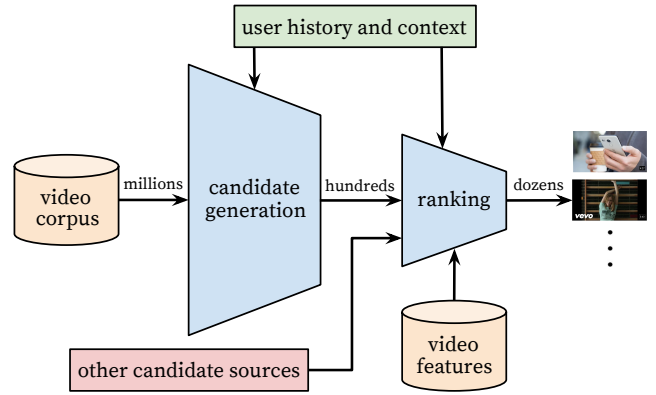 user history and context
video
corpus
millions
candidate
generation
hundreds
ranking
dozens
vevo
other candidate sources
video
features